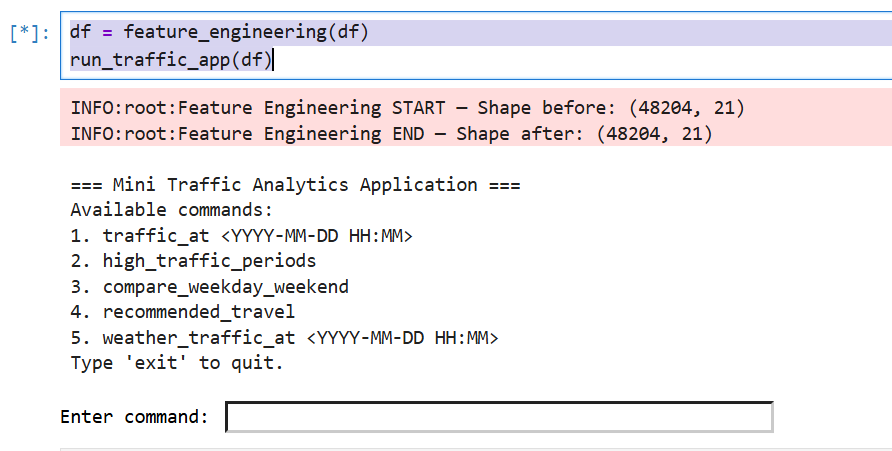 [*]:
df = feature_engineering(df)
run_traffic_app(df)
INFO:root:Feature Engineering START — Shape before: (48204, 21)
INFO:root:Feature Engineering END — Shape after: (48204, 21)
=== Mini Traffic Analytics Application ===
Available commands:
1. traffic_at <YYYY-MM-DD HH:MM>
2. high_traffic_periods
3. compare_weekday_weekend
4. recommended_travel
5. weather_traffic_at <YYYY-MM-DD HH:MM>
Type 'exit' to quit.
Enter command: